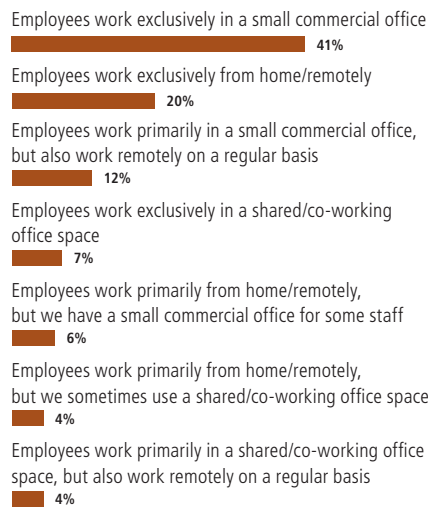 Employees work exclusively in a small commercial office
41%
Employees work exclusively from home/remotely
20%
Employees work primarily in a small commercial office,
but also work remotely on a regular basis
12%
Employees work exclusively in a shared/co-working
office space
7%
Employees work primarily from home/remotely,
but we have a small commercial office for some staff
6%
Employees work primarily from home/remotely,
but we sometimes use a shared/co-working office space
4%
Employees work primarily in a shared/co-working office
space, but also work remotely on a regular basis
4%